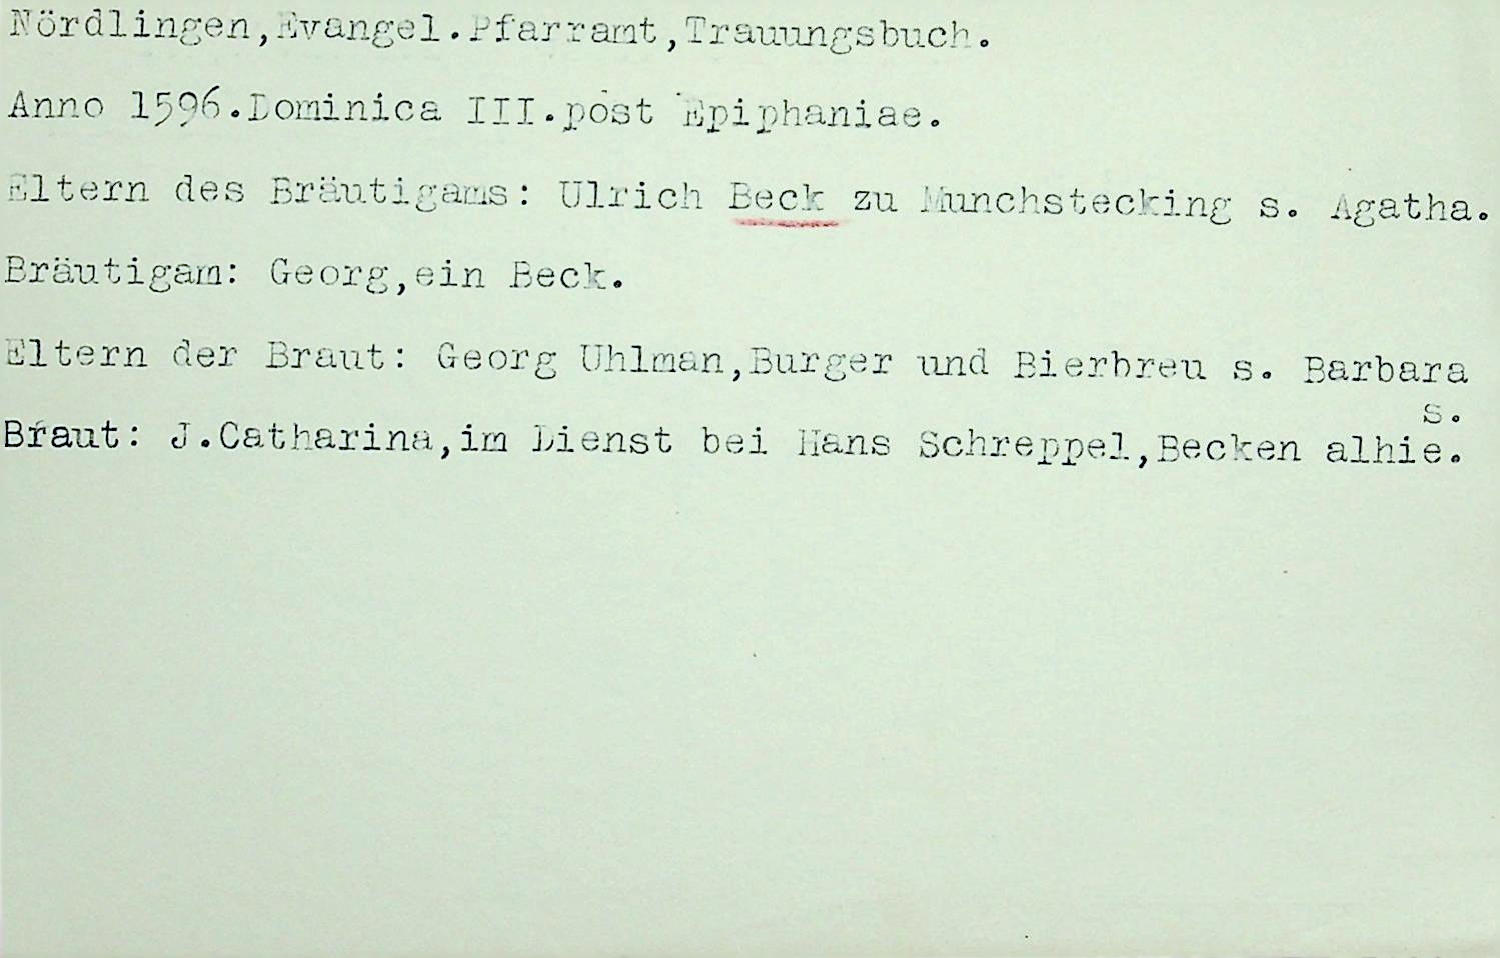 Nördlingen,Evangel.Pfarramt,Trauungsbuch.
Anno 1596.Dominica III.post Epiphaniae.
Eltern des Bräutigams: Ulrich Beck zu Munchstecking s. Agatha.
Bräutigam: Georg,ein Beck.
Eltern der Braut: Georg Uhlman,Burger und Bierbreu s. Barbara
s.
Braut: J.Catharina,im Dienst bei Hans Schreppel,Becken alhie.